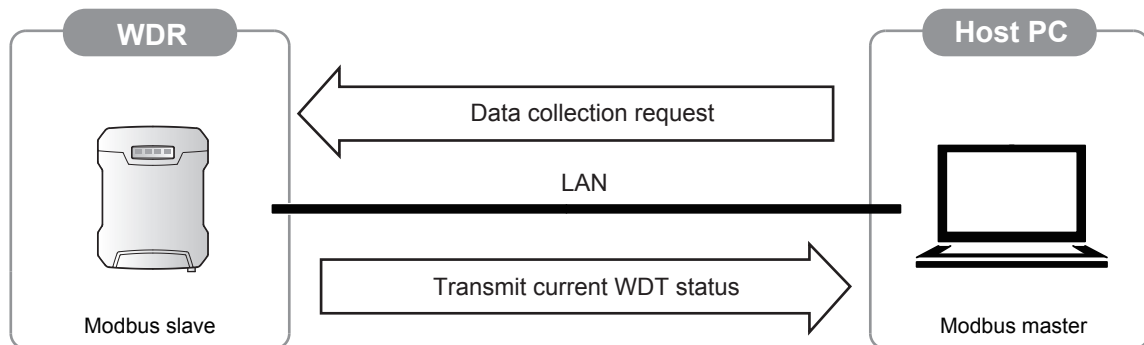 WDR
Host PC
Data collection request
LAN
Transmit current WDT status
Modbus slave
Modbus master